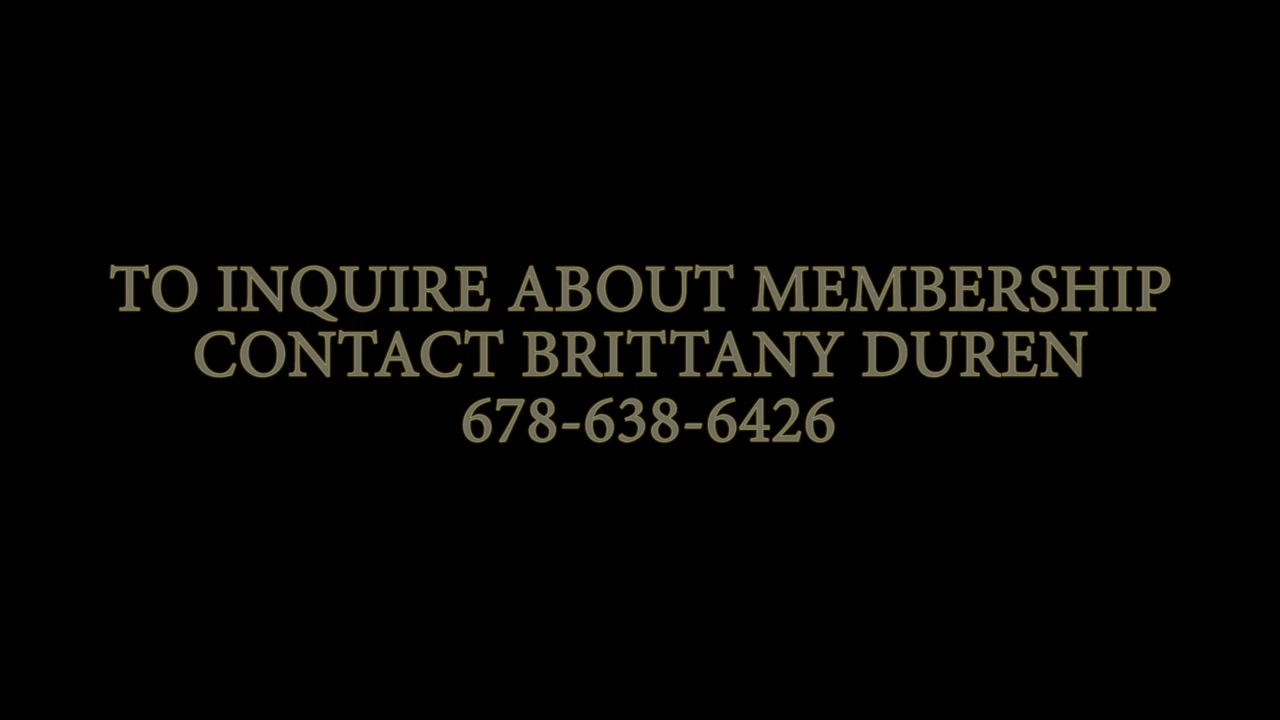 TO INQUIRE ABOUT MEMBERSHIP
CONTACT BRITTANY DUREN
678-638-6426